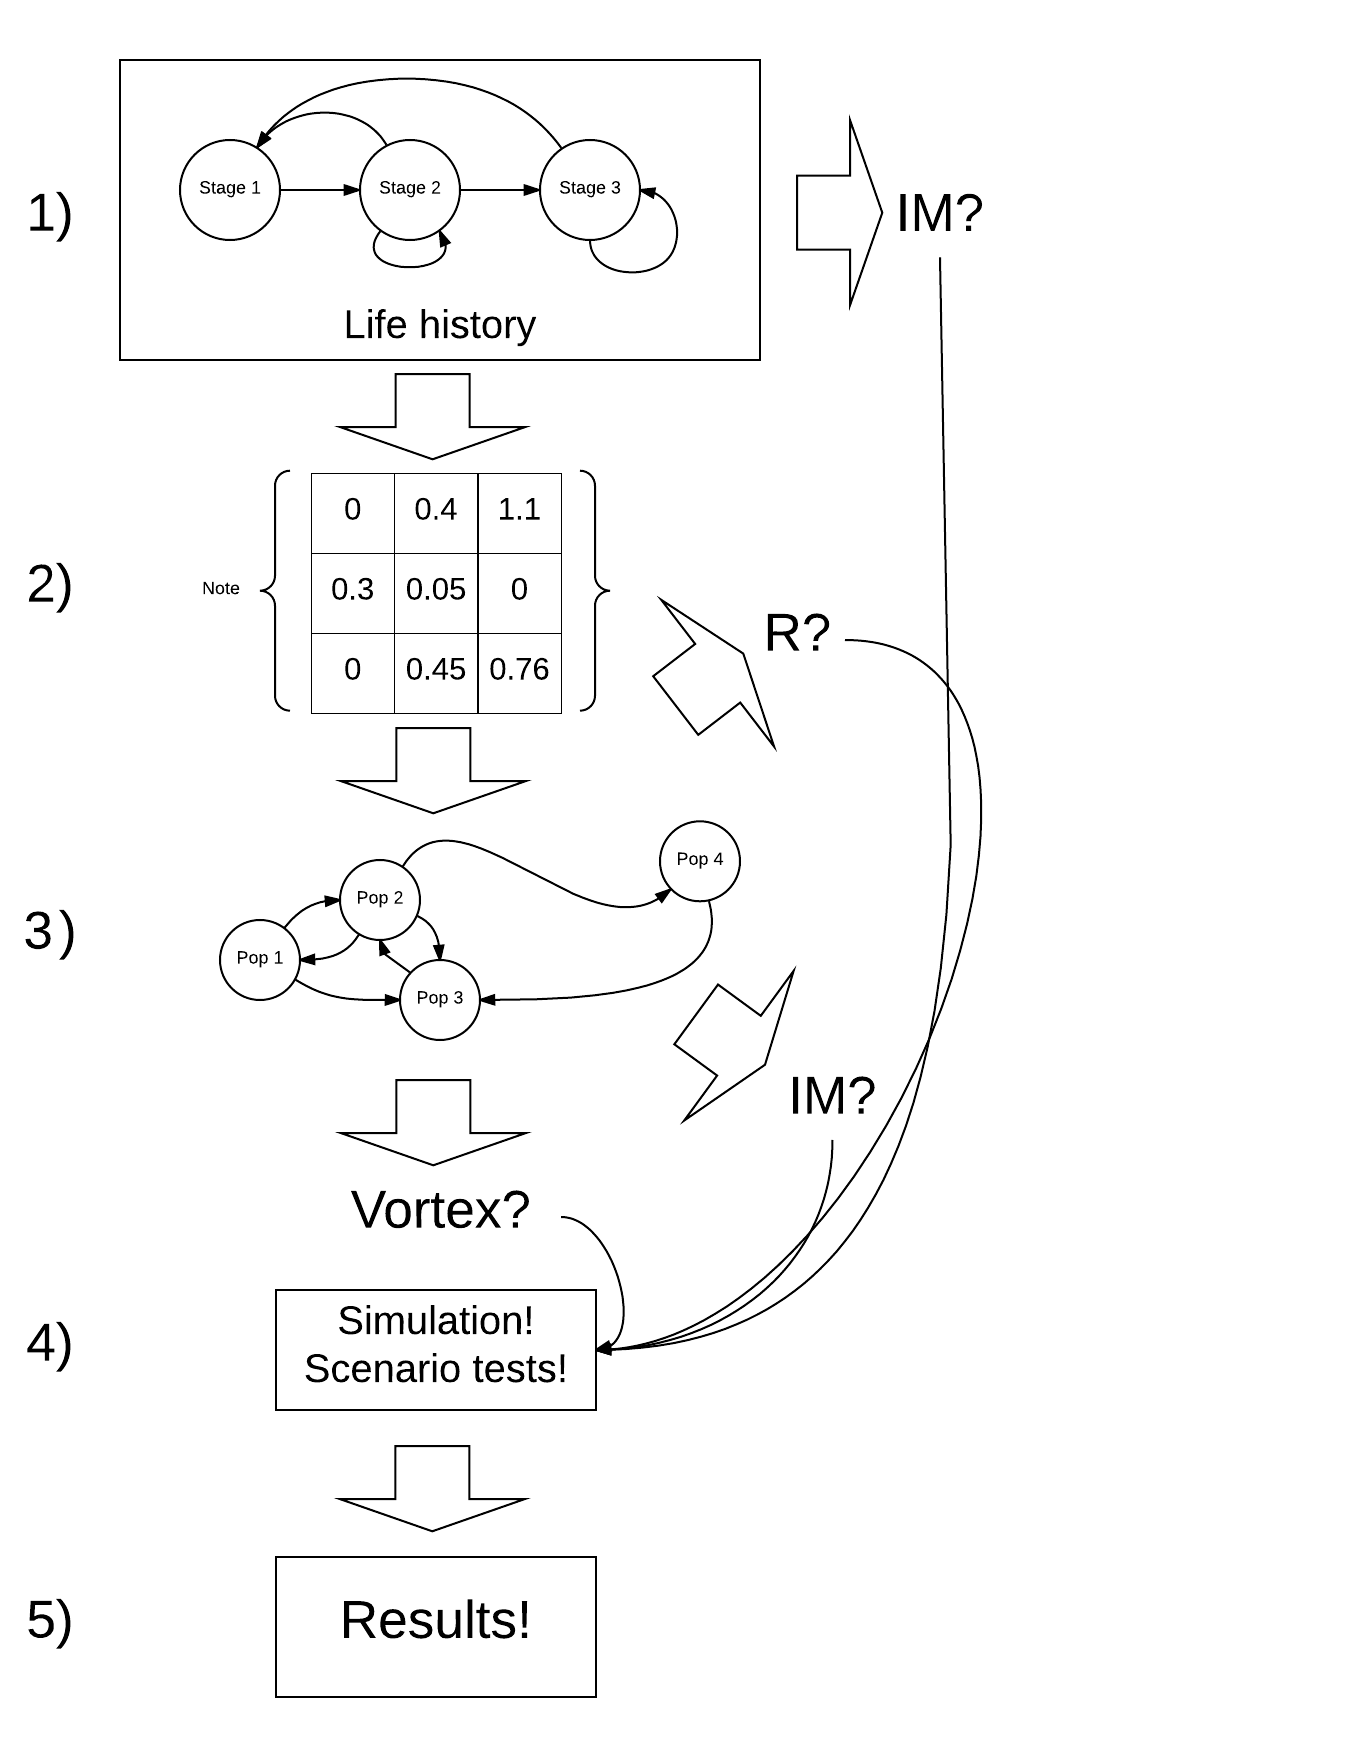 1)
Stage 1
Stage 2
Stage 3
Life history
IM?
2)
Note
0 0.4 1.1
0.3 0.05 0
0 0.45 0.76
R?
3)
Pop 1
Pop 2
Pop 3
Pop 4
IM?
Vortex?
4)
Simulation!
Scenario tests!
5)
Results!